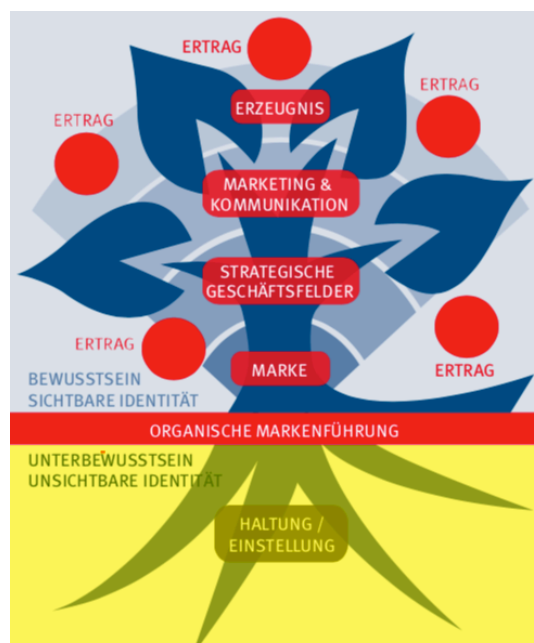 ERTRAG
ERZEUGNIS
ERTRAG
ERTRAG
MARKETING &
KOMMUNIKATION
STRATEGISCHE
GESCHÄFTSFELDER
ERTRAG
MARKE
ERTRAG
BEWUSSTSEIN
SICHTBARE IDENTITÄT
ORGANISCHE MARKENFÜHRUNG
UNTERBEWUSSTSEIN
UNSICHTBARE IDENTITÄT
HALTUNG /
EINSTELLUNG